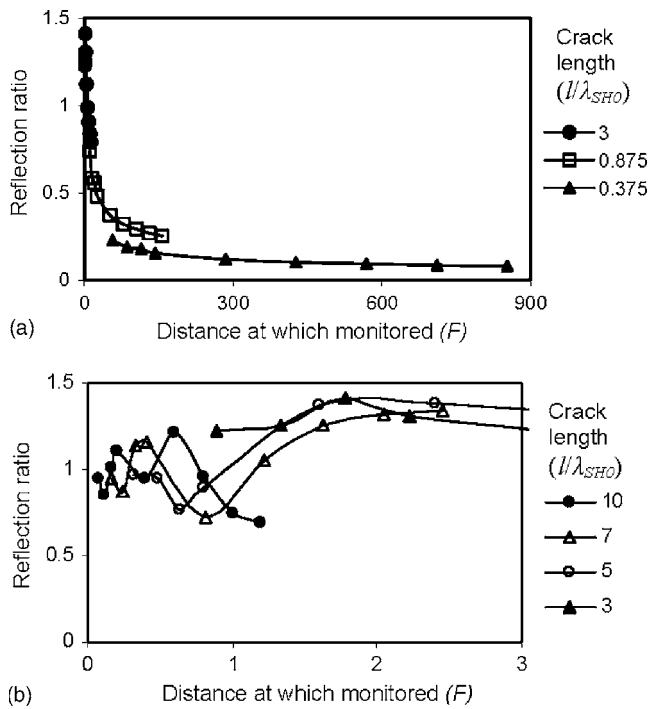 1.5
1
0.5
0
0
300
600
900
Reflection ratio
Distance at which monitored (F)
(a)
Crack
length
(l/λSHO)
3
0.875
0.375
1.5
1
0.5
0
0
1
2
3
Reflection ratio
Distance at which monitored (F)
(b)
Crack
length
(l/λSHO)
10
7
5
3